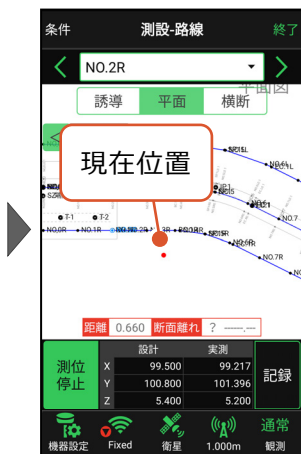 条件 測設-路線 終了
NO.2R
平面図
誘導 平面 横断
現在位置
T-1 T-2
NO.0R NO.1R
NO.7
NO.7R
距離 0.660 断面離れ ? -----.---
設計 実測
測位停止
X 99.500 99.217
Y 100.800 101.396
Z 5.400 5.200
記録
機器設定 Fixed 衛星 1.000m 通常
観測